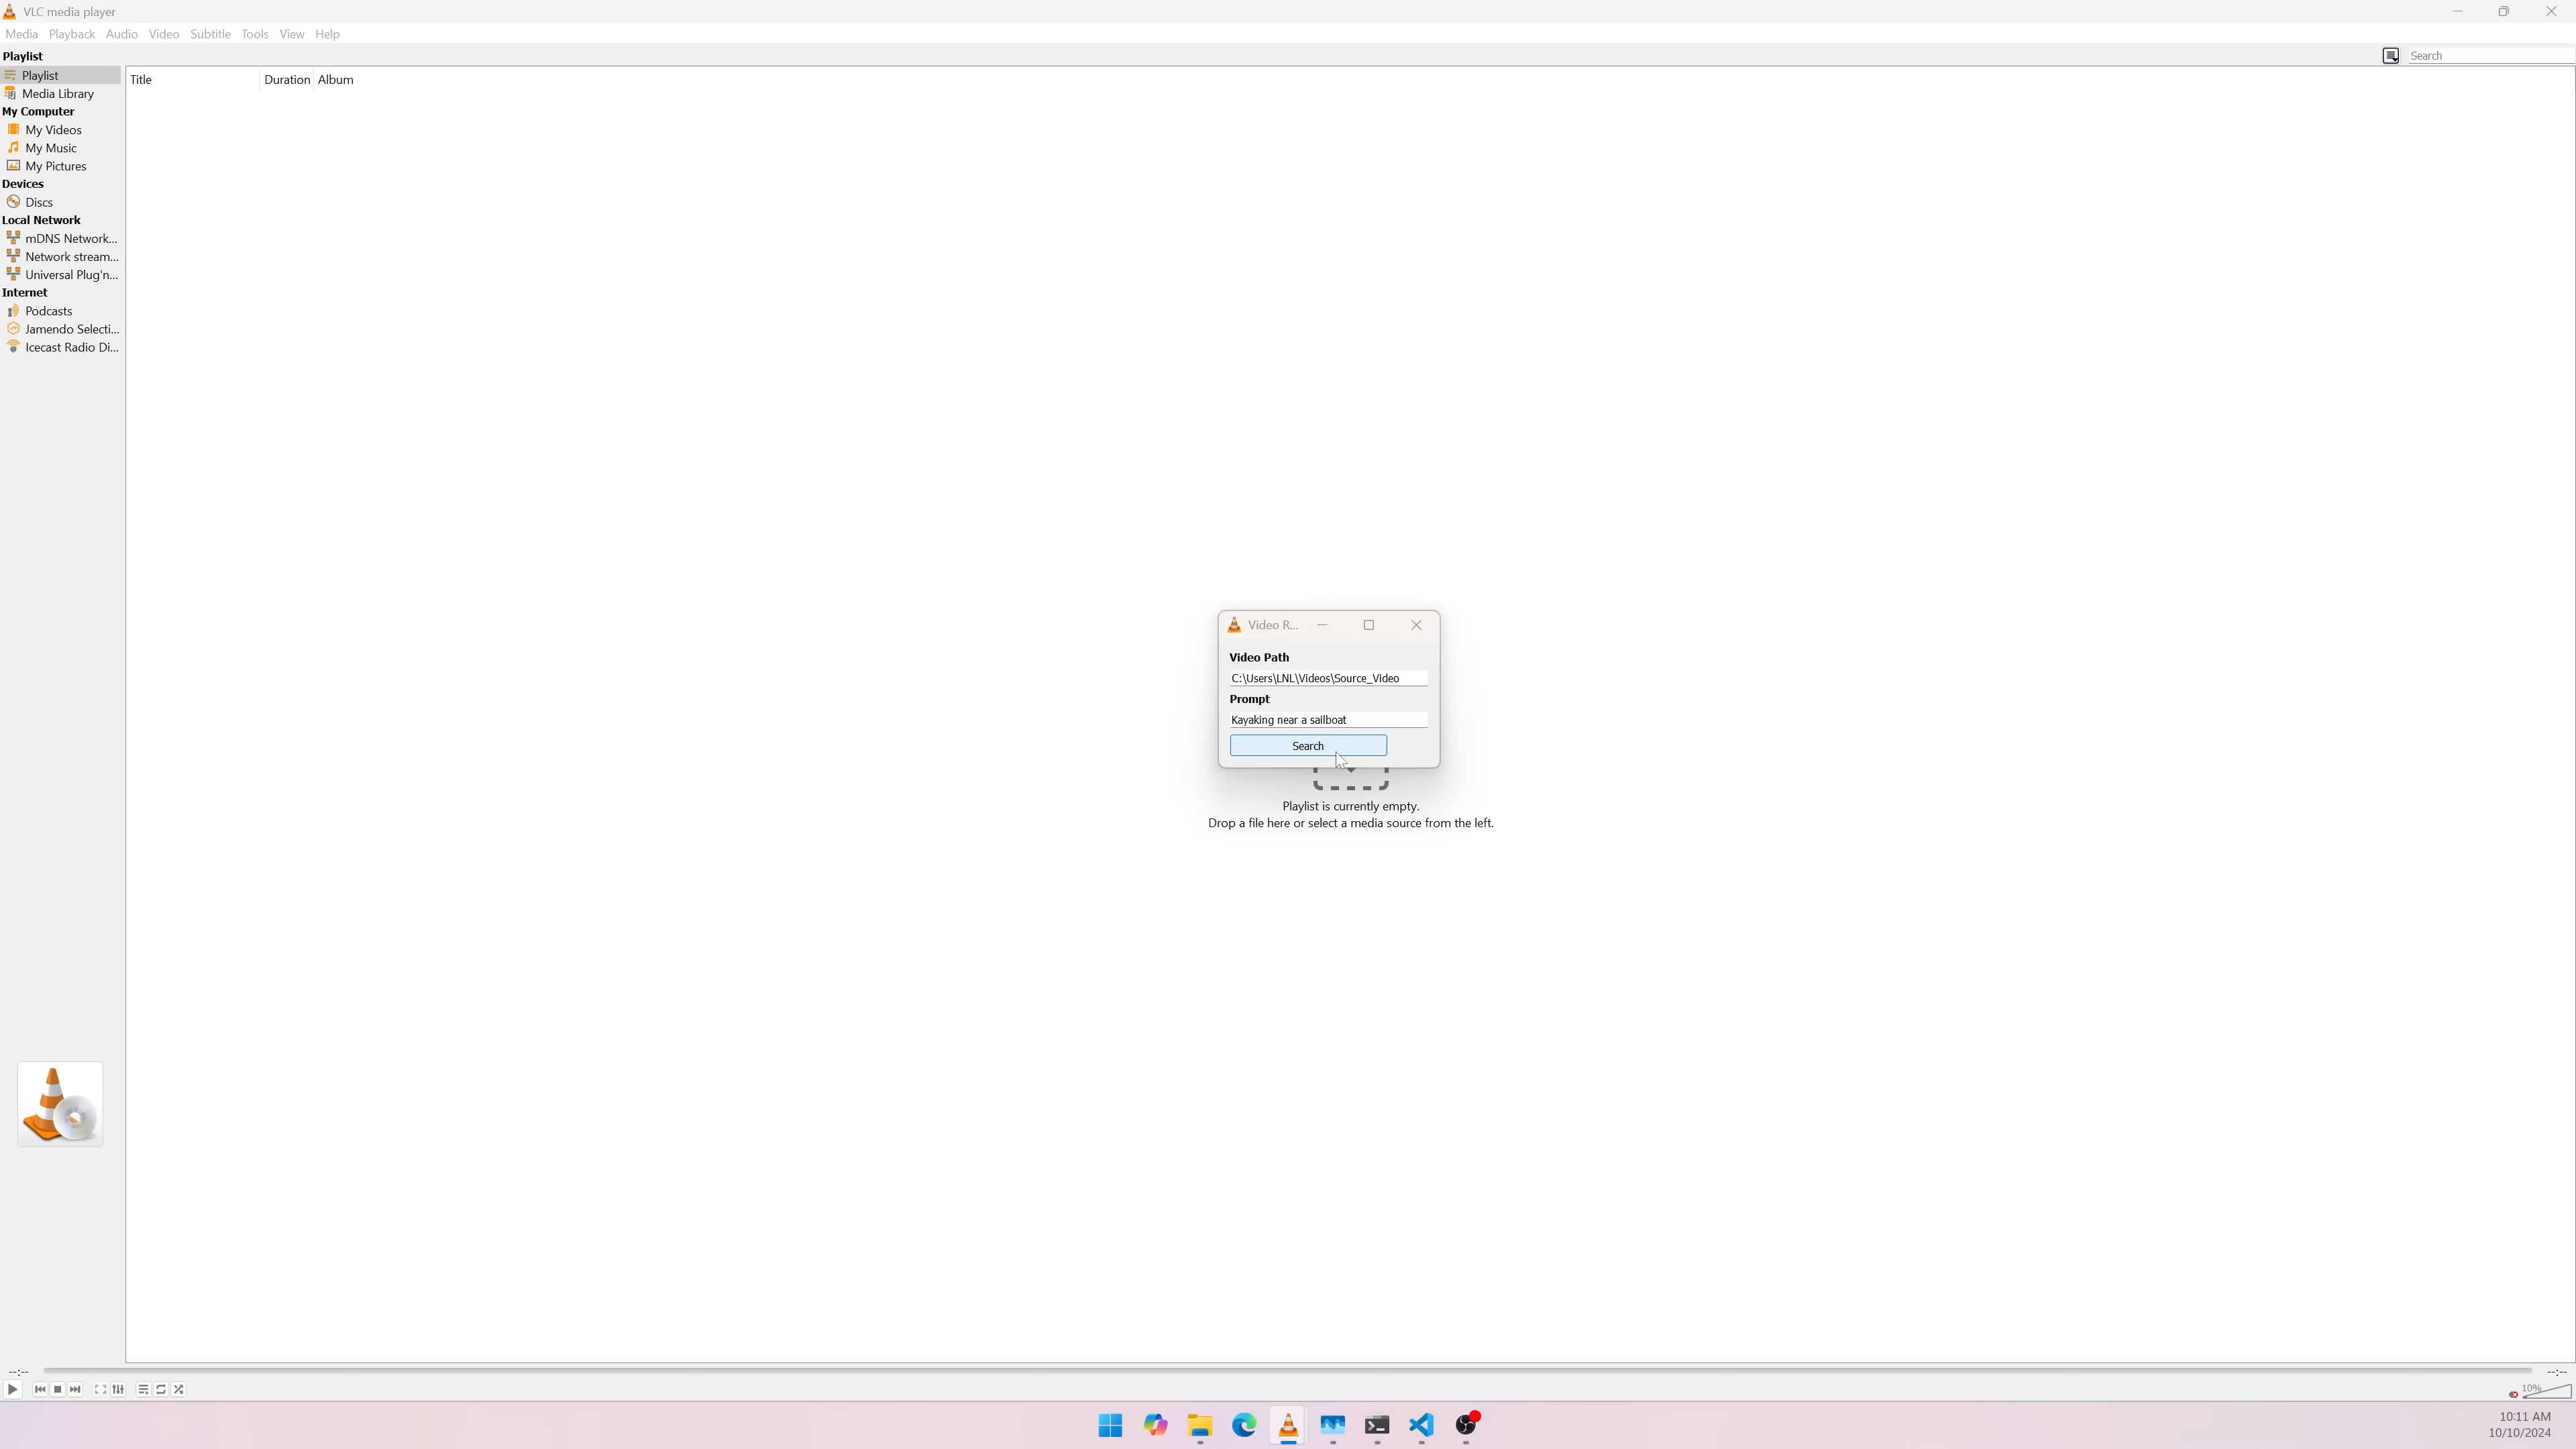 VLC media player
Media Playback Audio Video Subtitle Tools View Help
Playlist
Search
Playlist
Media Library
My Computer
My Videos
My Music
My Pictures
Devices
Discs
Local Network
mDNS Network...
Network stream...
Universal Plug'n...
Internet
Podcasts
Jamendo Selecti...
Icecast Radio Di...
Title Duration Album
Video R...
Video Path
C:\Users\LNL\Videos\Source_Video
Prompt
Kayaking near a sailboat
Search
Playlist is currently empty.
Drop a file here or select a media source from the left.
--:-- --:--
10%
10:11 AM
10/10/2024